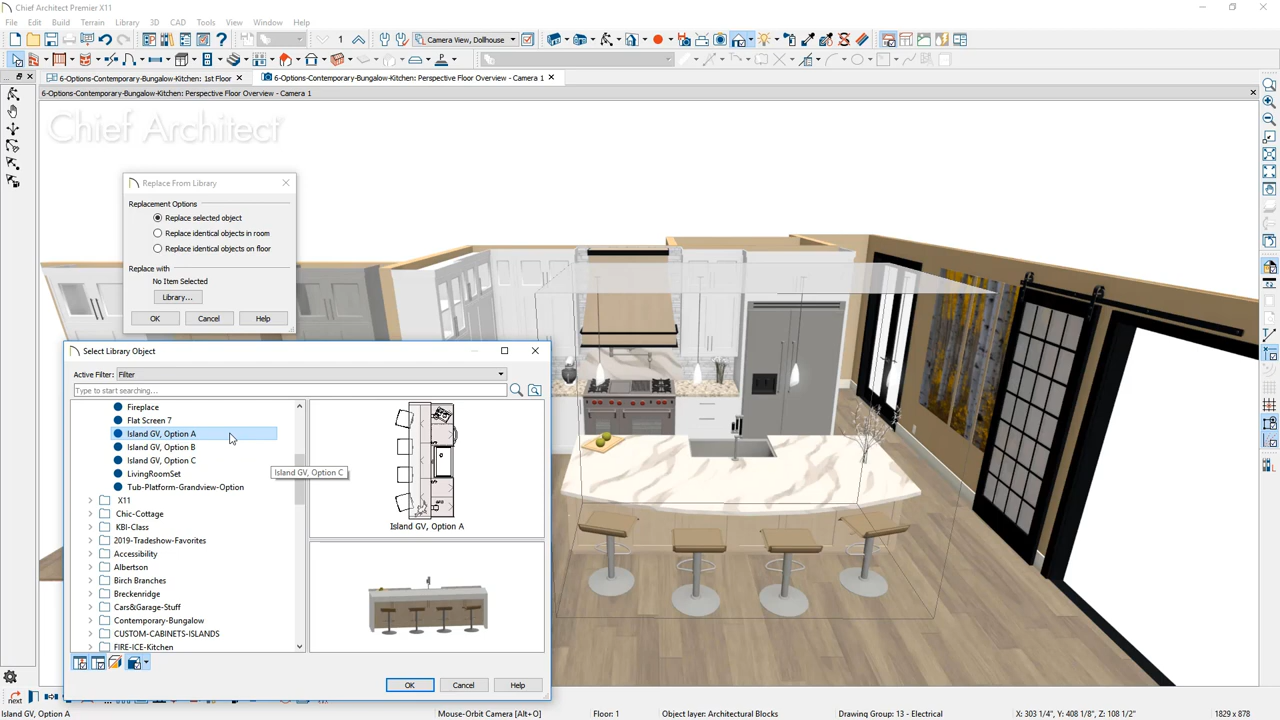 Chief Architect Premier X11
File Edit Build Terrain Library 3D CAD Tools View Window Help
1 Camera View, Dollhouse
6-Options-Contemporary-Bungalow-Kitchen: 1st Floor 6-Options-Contemporary-Bungalow-Kitchen: Perspective Floor Overview - Camera 1
6-Options-Contemporary-Bungalow-Kitchen: Perspective Floor Overview - Camera 1
Chief Architect
Replace From Library
Replacement Options
Replace selected object
Replace identical objects in room
Replace identical objects on floor
Replace with
No Item Selected
Library...
OK Cancel Help
Select Library Object
Active Filter: Filter
Type to start searching...
Fireplace
Flat Screen 7
Island GV, Option A
Island GV, Option B
Island GV, Option C
Island GV, Option C
LivingRoomSet
Tub-Platform-Grandview-Option
X11
Chic-Cottage
KBI-Class
2019-Tradeshow-Favorites
Accessibility
Albertson
Birch Branches
Breckenridge
Cars&Garage-Stuff
Contemporary-Bungalow
CUSTOM-CABINETS-ISLANDS
FIRE-ICE-Kitchen
Island GV, Option A
OK Cancel Help
next
Island GV, Option A Mouse-Orbit Camera [Alt+O] Floor: 1 Object layer: Architectural Blocks Drawing Group: 13 - Electrical X: 303 1/4", Y: 408 1/8", Z: 108 1/2" 1829 x 878